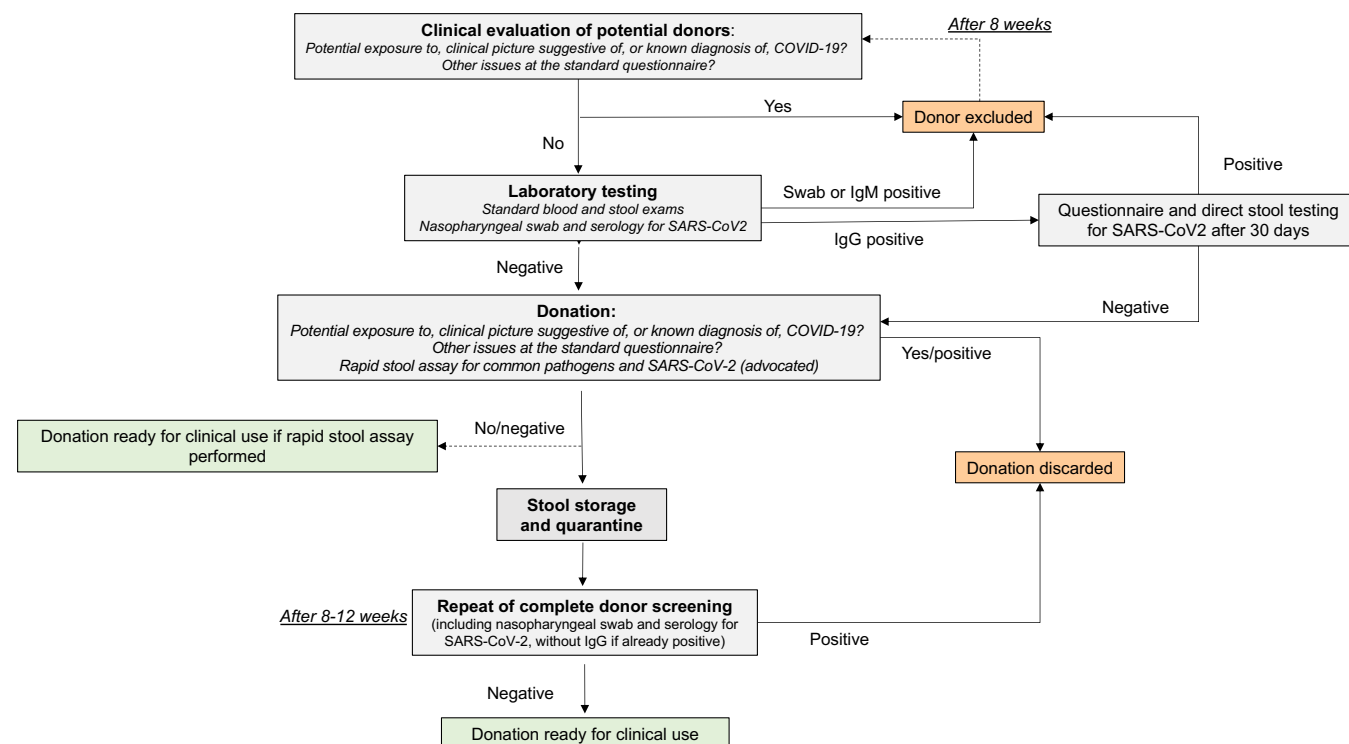 Clinical evaluation of potential donors:
Potential exposure to, clinical picture suggestive of, or known diagnosis of, COVID-19?
Other issues at the standard questionnaire?
After 8 weeks
Yes
Donor excluded
No
Positive
Laboratory testing
Standard blood and stool exams
Nasopharyngeal swab and serology for SARS-CoV2
Swab or IgM positive
IgG positive
Questionnaire and direct stool testing
for SARS-CoV2 after 30 days
Negative
Negative
Donation:
Potential exposure to, clinical picture suggestive of, or known diagnosis of, COVID-19?
Other issues at the standard questionnaire?
Rapid stool assay for common pathogens and SARS-CoV-2 (advocated)
Yes/positive
No/negative
Donation ready for clinical use if rapid stool assay
performed
Donation discarded
Stool storage
and quarantine
After 8-12 weeks
Repeat of complete donor screening
(including nasopharyngeal swab and serology for
SARS-CoV-2, without IgG if already positive)
Positive
Negative
Donation ready for clinical use